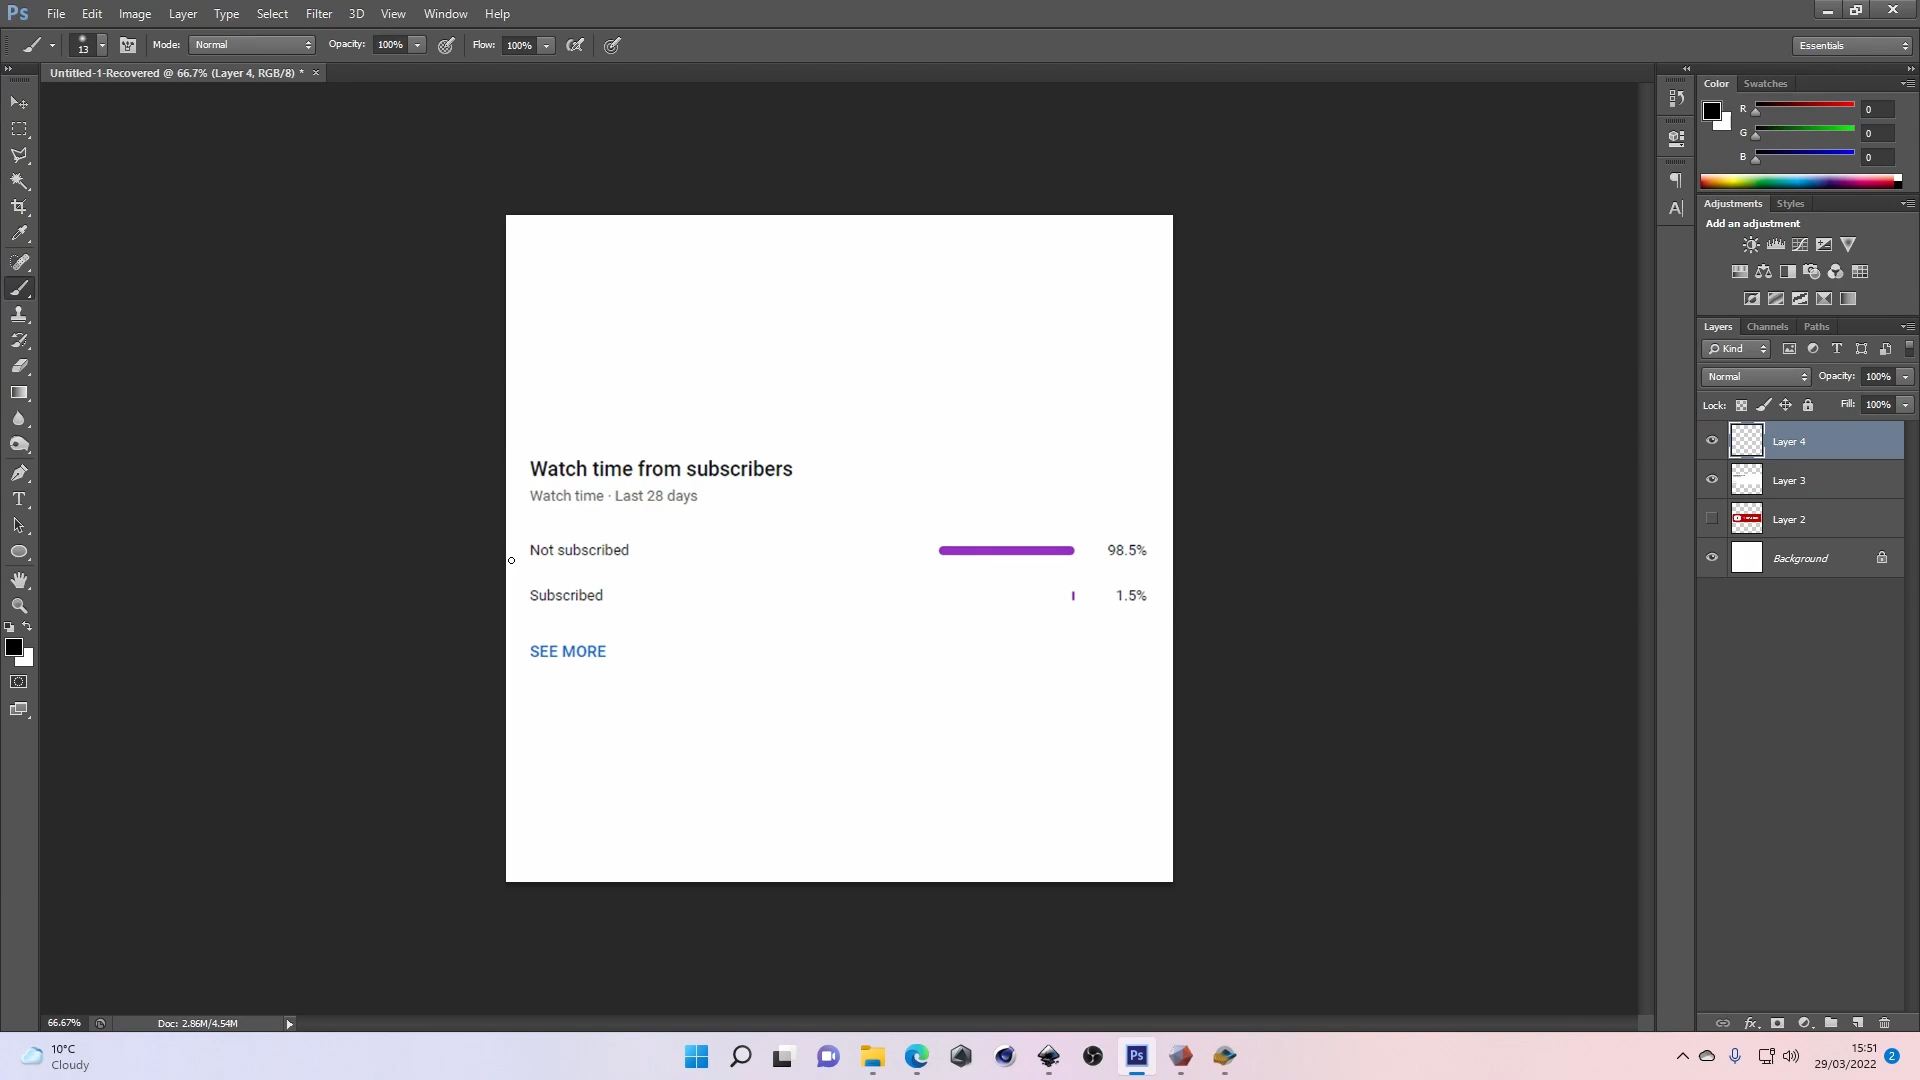 Ps File Edit Image Layer Type Select Filter 3D View Window Help
13 Mode: Normal Opacity: 100% Flow: 100% Essentials
Untitled-1-Recovered @ 66.7% (Layer 4, RGB/8) * ×
Color Swatches
R 0
G 0
B 0
Adjustments Styles
Add an adjustment
Layers Channels Paths
Kind
Normal Opacity: 100%
Lock: Fill: 100%
Layer 4
Layer 3
Layer 2
Background
Watch time from subscribers
Watch time · Last 28 days
Not subscribed 98.5%
Subscribed 1.5%
SEE MORE
66.67% Doc: 2.86M/4.54M
10°C
Cloudy
Ps
15:51
29/03/2022
2